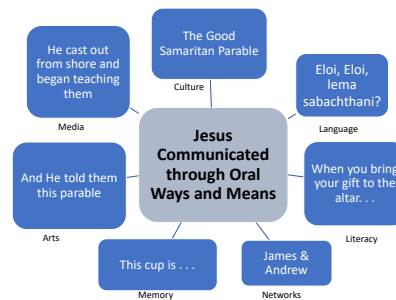 The Good
Samaritan Parable
Culture
He cast out
from shore and
began teaching
them
Media
Eloi, Eloi,
lema
sabachthani?
Language
Jesus
Communicated
through Oral
Ways and Means
And He told them
this parable
Arts
When you bring
your gift to the
altar. . .
Literacy
This cup is . . .
Memory
James &
Andrew
Networks